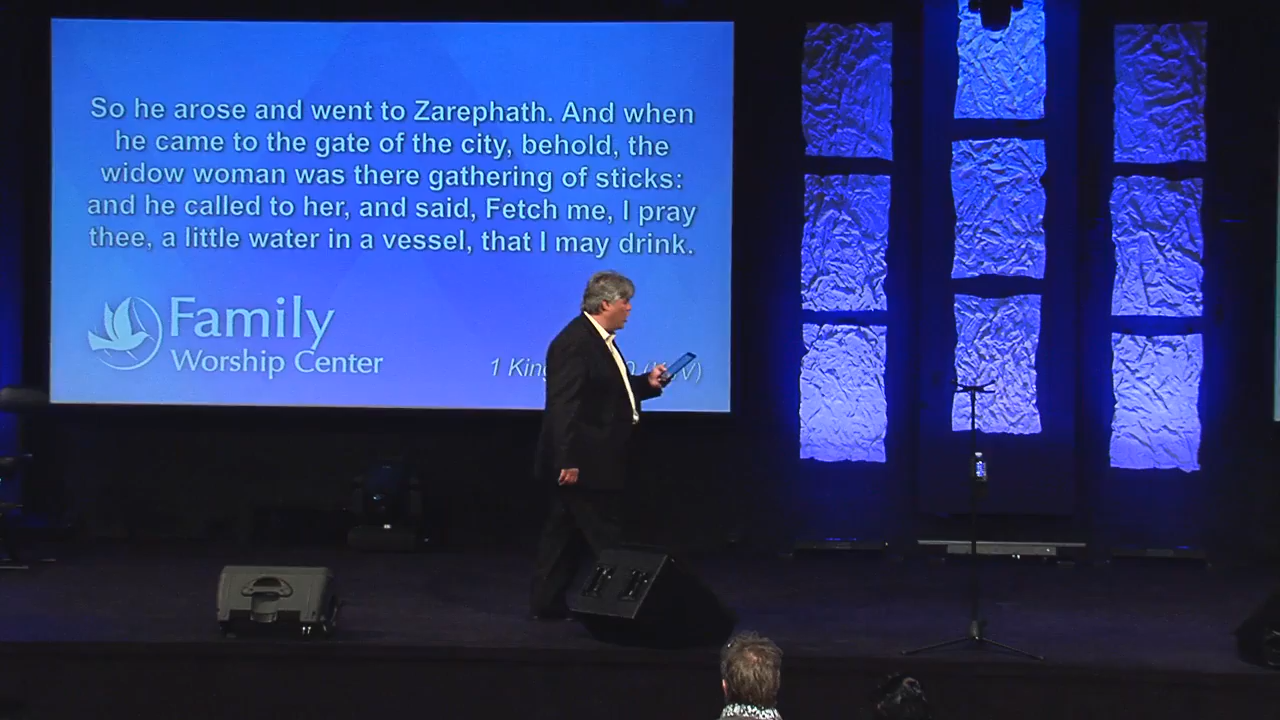 So he arose and went to Zarephath. And when
he came to the gate of the city, behold, the
widow woman was there gathering of sticks:
and he called to her, and said, Fetch me, I pray
thee, a little water in a vessel, that I may drink.
Family
Worship Center
1